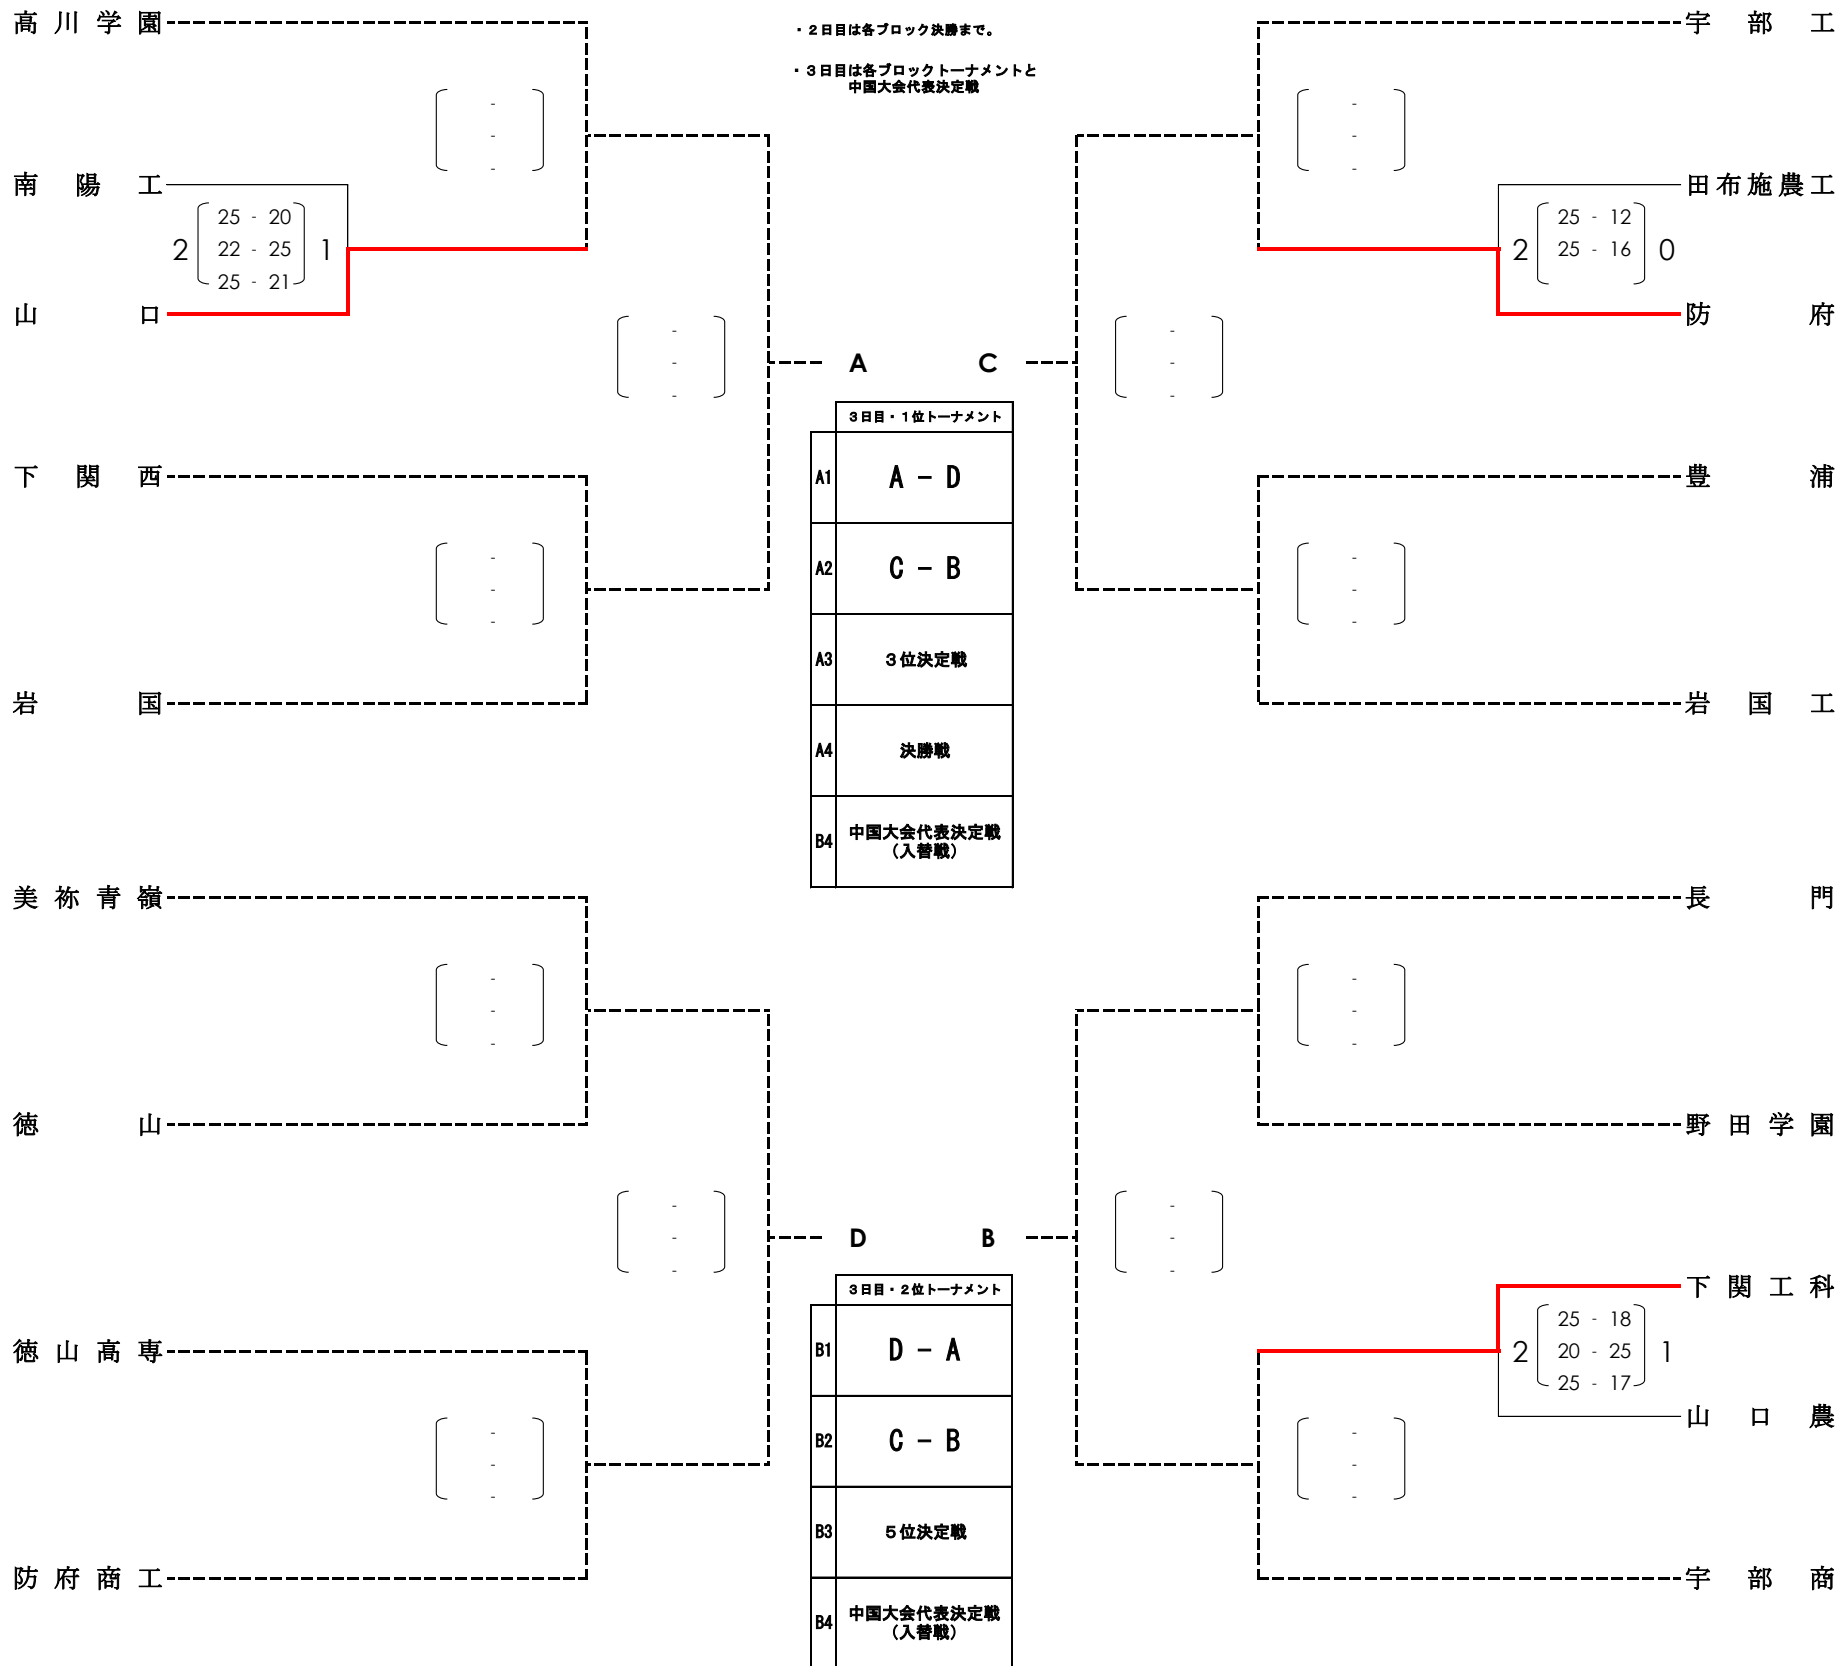 高川学園
南陽工
2 25 - 20 1
22 - 25
25 - 21
山口
下関西
岩国
美祢青嶺
徳山
徳山高専
防府商工
・2日目は各ブロック決勝まで。
・3日目は各ブロックトーナメントと
中国大会代表決定戦
A C
3日目・1位トーナメント
A1 A － D
A2 C － B
A3 3位決定戦
A4 決勝戦
B4 中国大会代表決定戦
（入替戦）
D B
3日目・2位トーナメント
B1 D － A
B2 C － B
B3 5位決定戦
B4 中国大会代表決定戦
（入替戦）
宇部工
田布施農工
2 25 - 12 0
25 - 16
防府
豊浦
岩国工
長門
野田学園
下関工科
25 - 18
2 20 - 25 1
25 - 17
山口農
宇部商